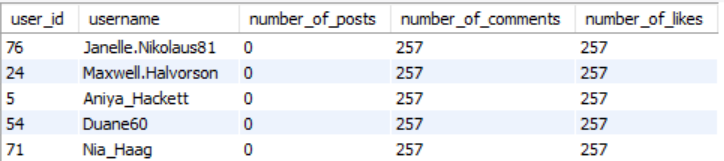 user_id username number_of_posts number_of_comments number_of_likes
76 Janelle.Nikolaus81 0 257 257
24 Maxwell.Halvorson 0 257 257
5 Aniya_Hackett 0 257 257
54 Duane60 0 257 257
71 Nia_Haag 0 257 257